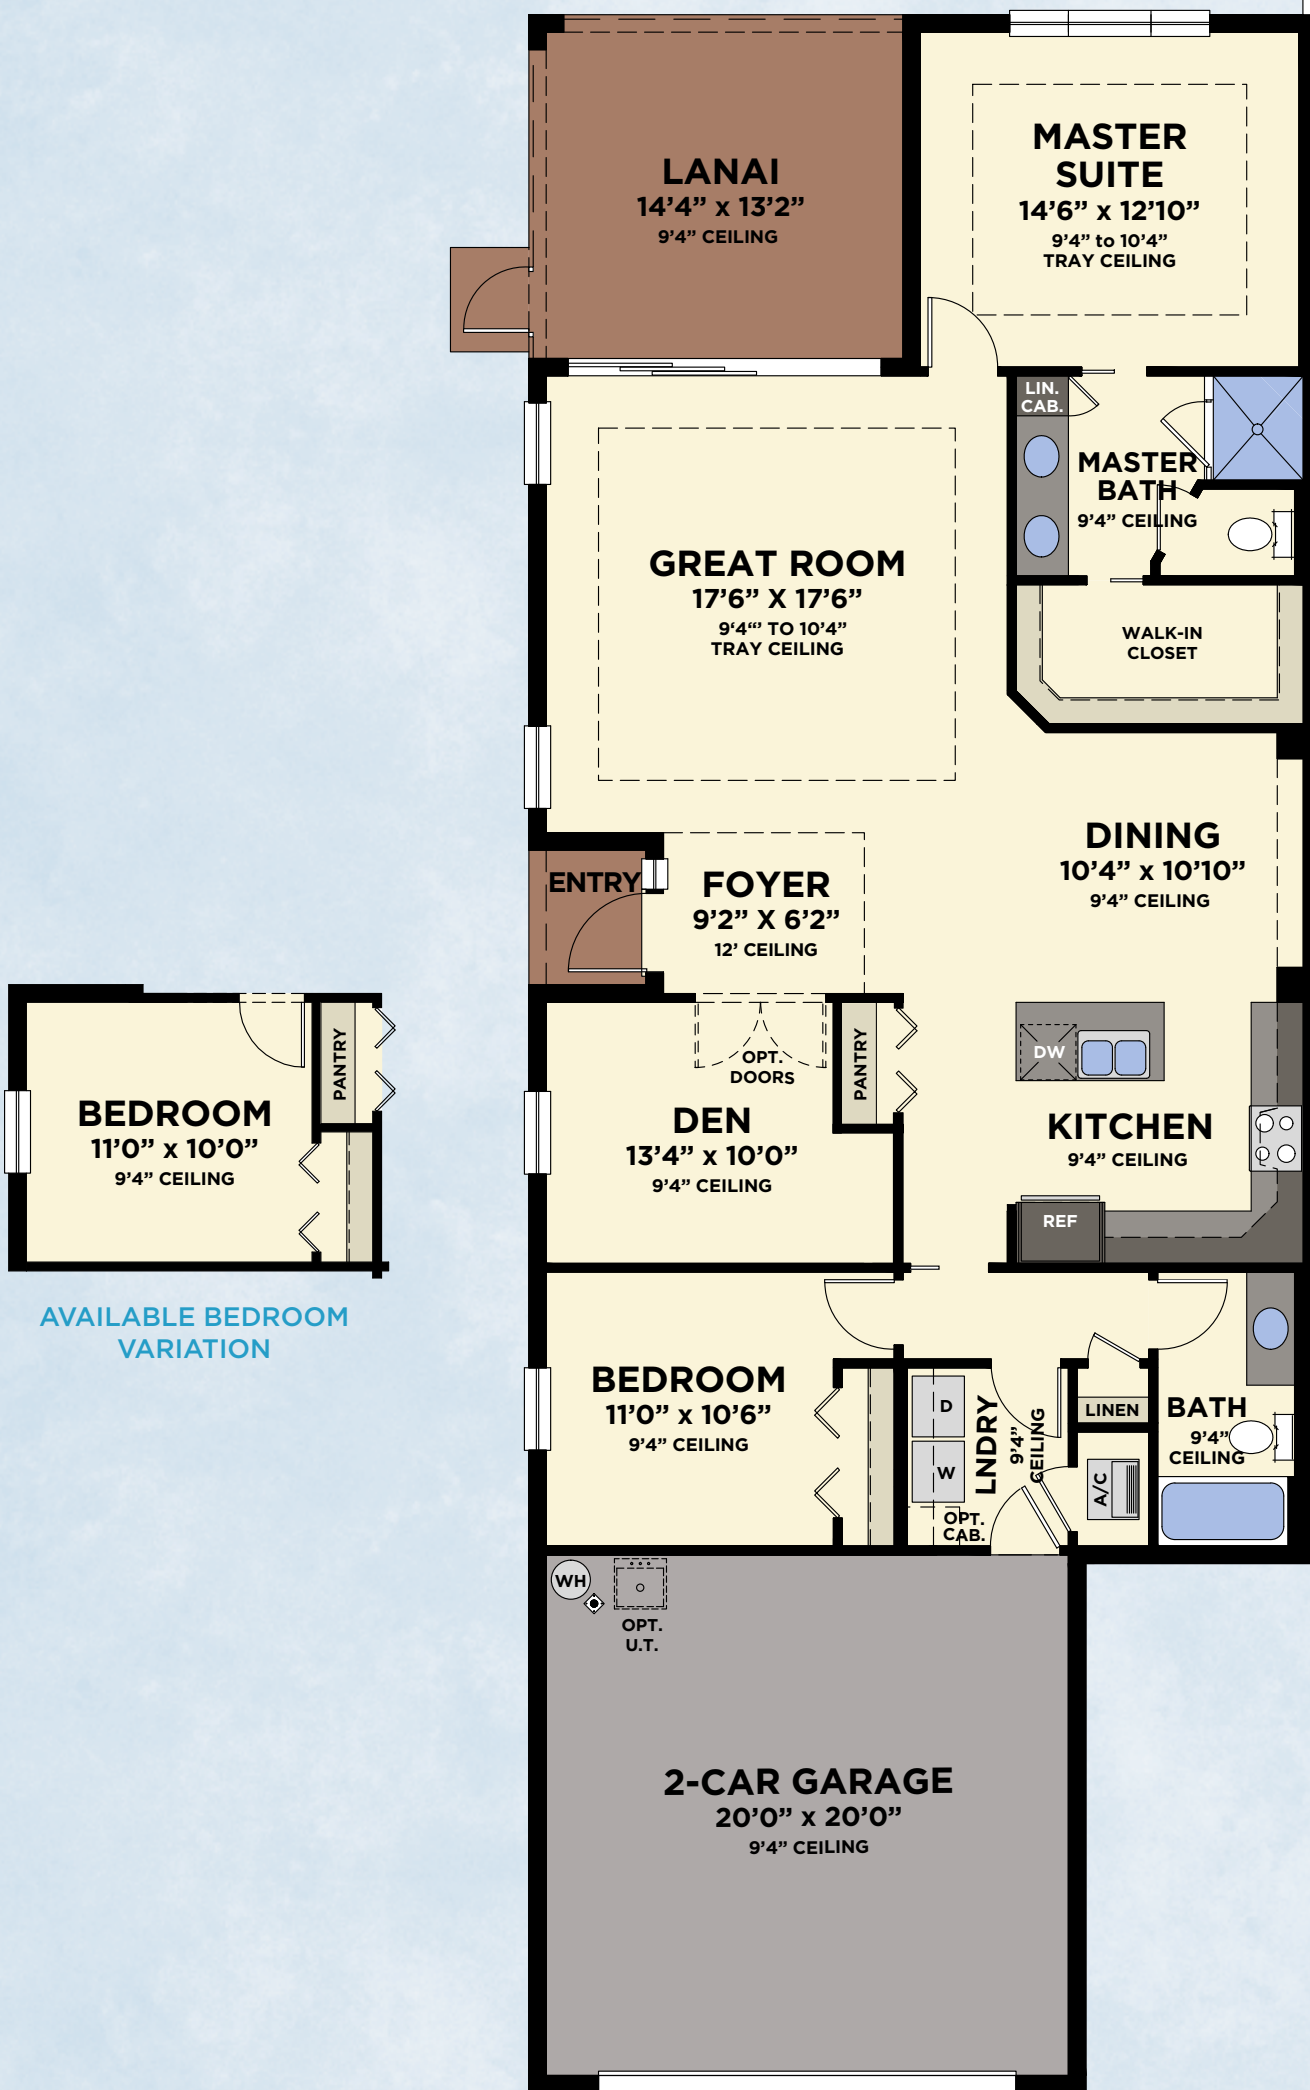 LANAI
14’4” x 13’2”
9’4” CEILING
MASTER
SUITE
14’6” x 12’10”
9’4” to 10’4”
TRAY CEILING
LIN.
CAB.
MASTER
BATH
9’4” CEILING
GREAT ROOM
17’6” X 17’6”
9‘4“’ TO 10’4”
TRAY CEILING
WALK-IN
CLOSET
DINING
10’4” x 10’10”
9’4” CEILING
ENTRY
FOYER
9’2” X 6’2”
12’ CEILING
OPT.
DOORS
PANTRY
DW
DEN
13’4” x 10’0”
9’4” CEILING
KITCHEN
9’4” CEILING
REF
PANTRY
BEDROOM
11’0” x 10’0”
9’4” CEILING
AVAILABLE BEDROOM
VARIATION
BEDROOM
11’0” x 10’6”
9’4” CEILING
D
W
LNDRY
9’4”
CEILING
OPT.
CAB.
LINEN
A/C
BATH
9’4”
CEILING
WH
OPT.
U.T.
2-CAR GARAGE
20’0” x 20’0”
9’4” CEILING